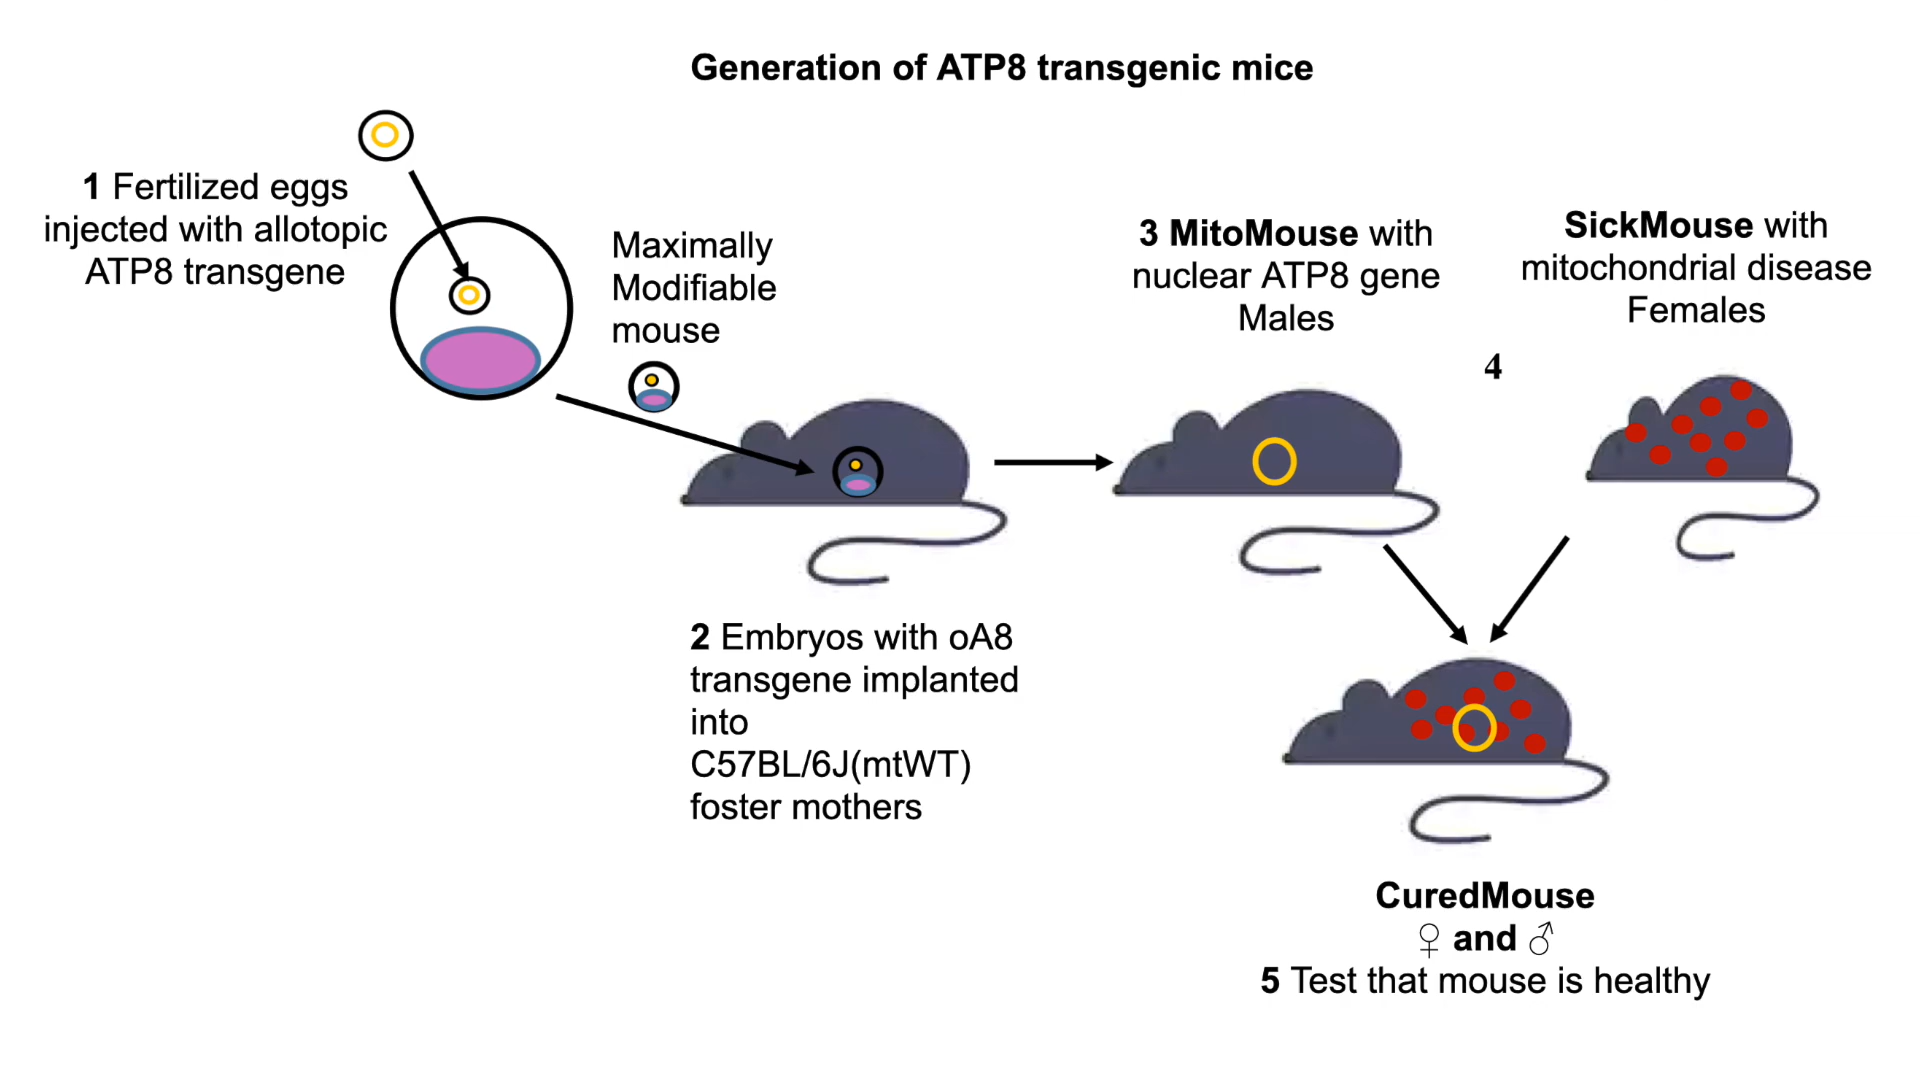 Generation of ATP8 transgenic mice
1 Fertilized eggs
injected with allotopic
ATP8 transgene
Maximally
Modifiable
mouse
2 Embryos with oA8
transgene implanted
into
C57BL/6J(mtWT)
foster mothers
3 MitoMouse with
nuclear ATP8 gene
Males
SickMouse with
mitochondrial disease
Females
4
CuredMouse
♀ and ♂
5 Test that mouse is healthy